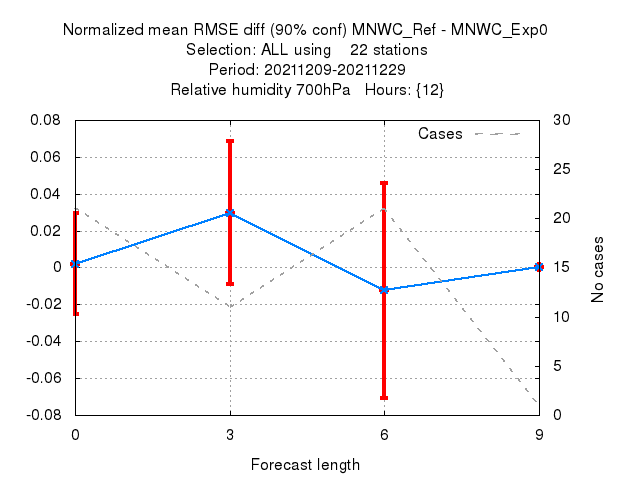 Normalized mean RMSE diff (90% conf) MNWC_Ref - MNWC_Exp0
Selection: ALL using    22 stations
Period: 20211209-20211229
Relative humidity 700hPa   Hours: {12}
Cases
0.08
0.06
0.04
0.02
0
-0.02
-0.04
-0.06
-0.08
30
25
20
15
10
5
0
No cases
0 3 6 9
Forecast length